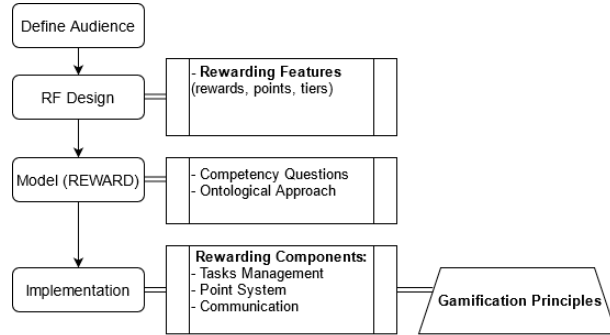 Define Audience
RF Design
- Rewarding Features
(rewards, points, tiers)
Model (REWARD)
- Competency Questions
- Ontological Approach
Implementation
Rewarding Components:
- Tasks Management
- Point System
- Communication
Gamification Principles